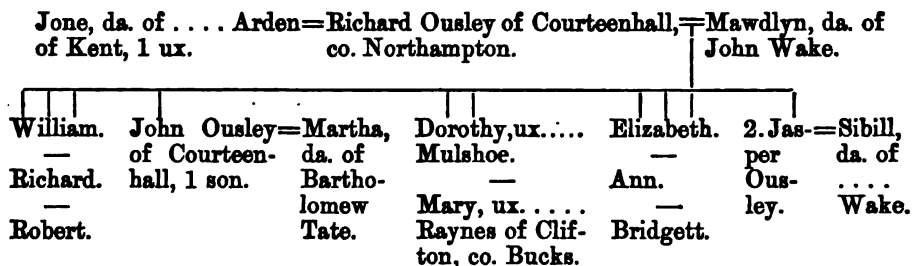 Jone, da. of .... Arden=Richard Ousley of Courteenhall,=Mawdlyn, da. of
of Kent, 1 ux. co. Northampton. John Wake.
William. John Ousley=Martha, Dorothy, ux..... Elizabeth. 2. Jas-=Sibill,
— of Courteen- da. of Mulshoe. — per da. of
Richard. hall, 1 son. Bartho- — Ann. Ous- ....
— lomew Mary, ux..... — ley. Wake.
Robert. Tate. Raynes of Clif- Bridgett.
ton, co. Bucks.